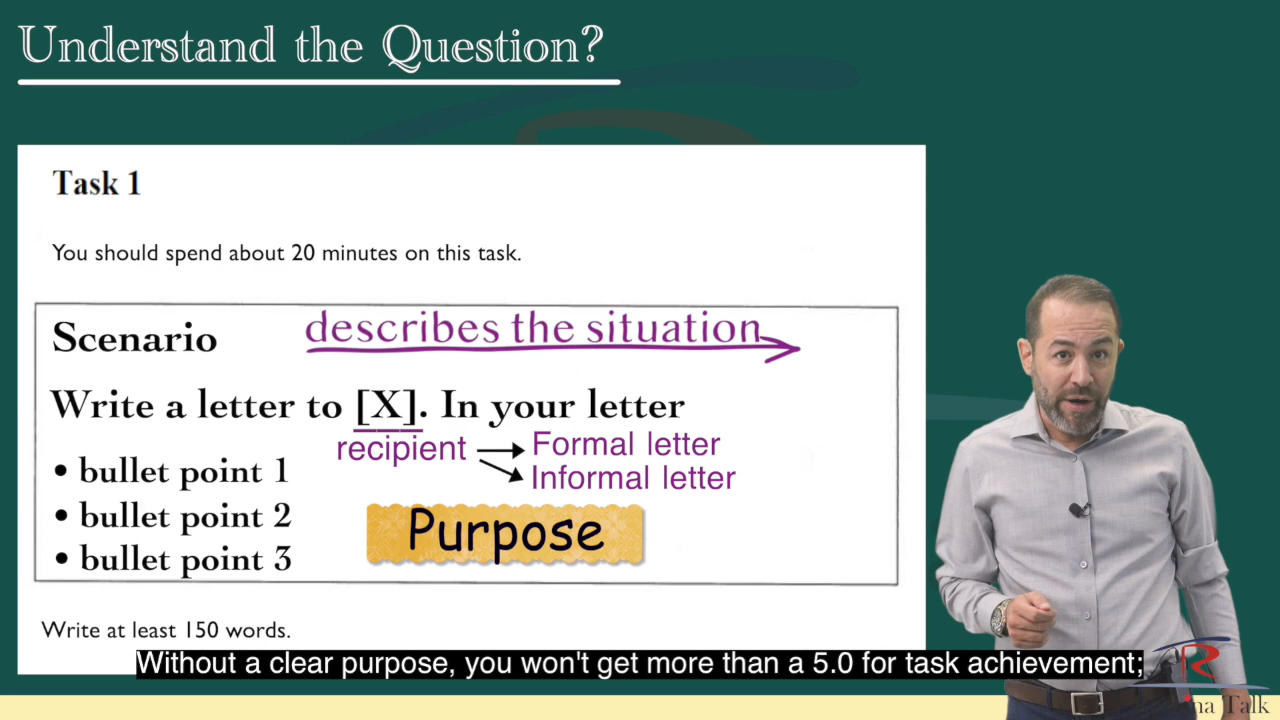 Understand the Question?
Task 1
You should spend about 20 minutes on this task.
Scenario describes the situation
Write a letter to [X]. In your letter
recipient Formal letter
Informal letter
• bullet point 1
• bullet point 2
• bullet point 3
Purpose
Write at least 150 words.
Without a clear purpose, you won't get more than a 5.0 for task achievement;
Talk